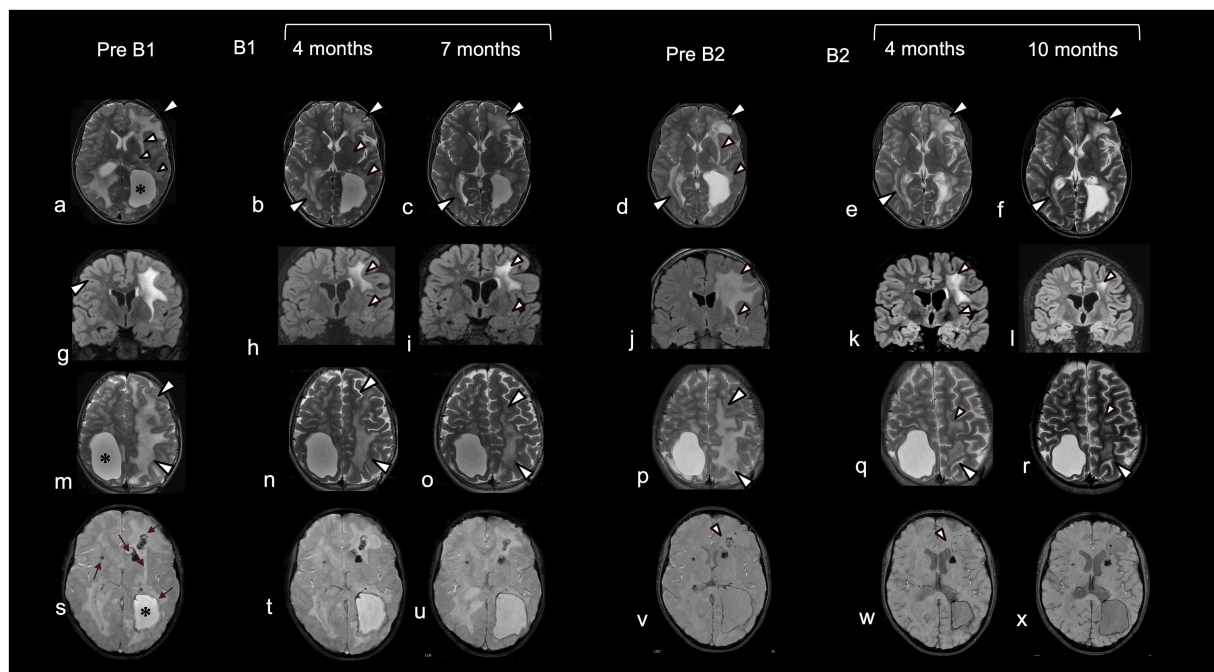 Pre B1 B1 4 months 7 months Pre B2 B2 4 months 10 months
a * b c d e f
g h i j k l
m * n o p q r
s * t u v w x